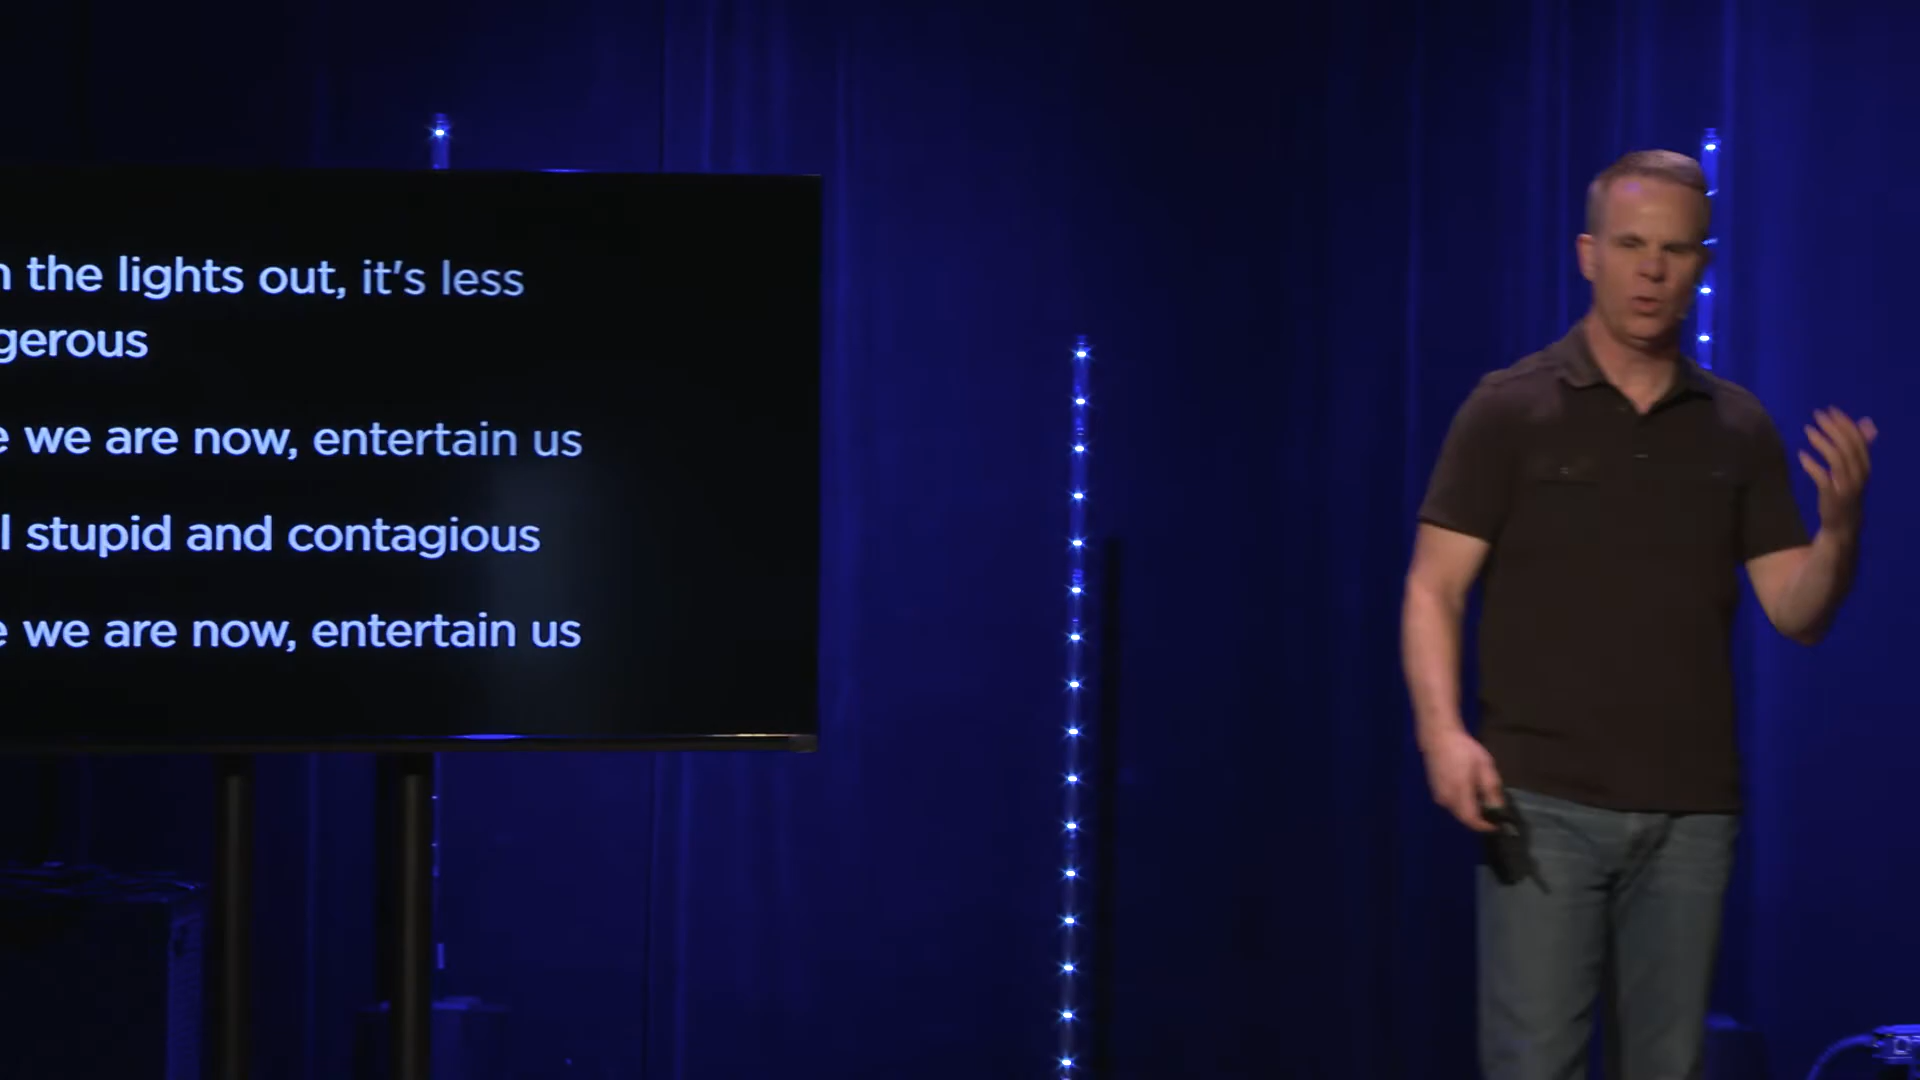 the lights out, it's less
gerous
we are now, entertain us
stupid and contagious
we are now, entertain us